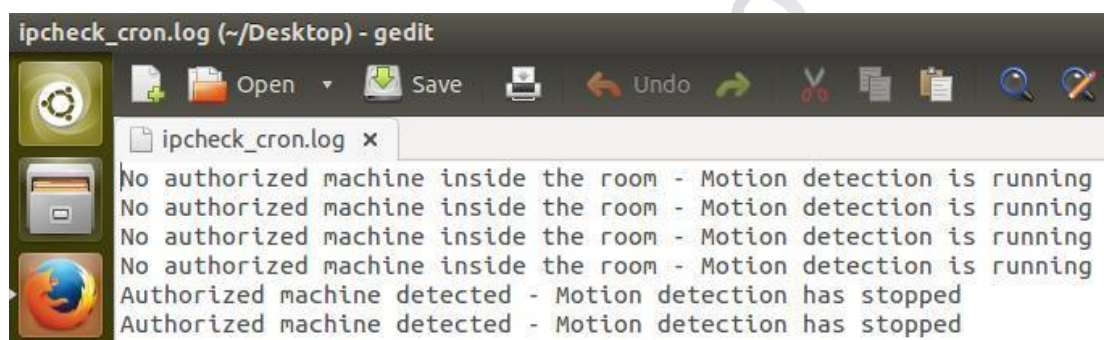 ipcheck_cron.log (~/Desktop) - gedit
Open Save Undo
ipcheck_cron.log ×
No authorized machine inside the room - Motion detection is running
No authorized machine inside the room - Motion detection is running
No authorized machine inside the room - Motion detection is running
No authorized machine inside the room - Motion detection is running
Authorized machine detected - Motion detection has stopped
Authorized machine detected - Motion detection has stopped